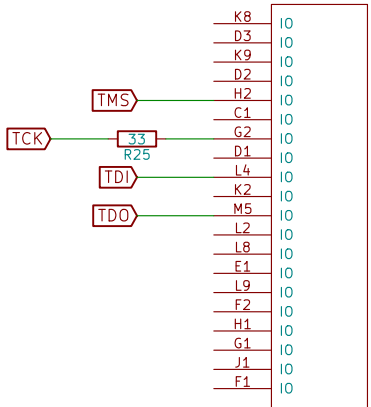 K8 IO
D3 IO
K9 IO
D2 IO
TMS H2 IO
C1 IO
TCK 33 G2 IO
R25
D1 IO
TDI L4 IO
K2 IO
TDO M5 IO
L2 IO
L8 IO
E1 IO
L9 IO
F2 IO
H1 IO
G1 IO
J1 IO
F1 IO